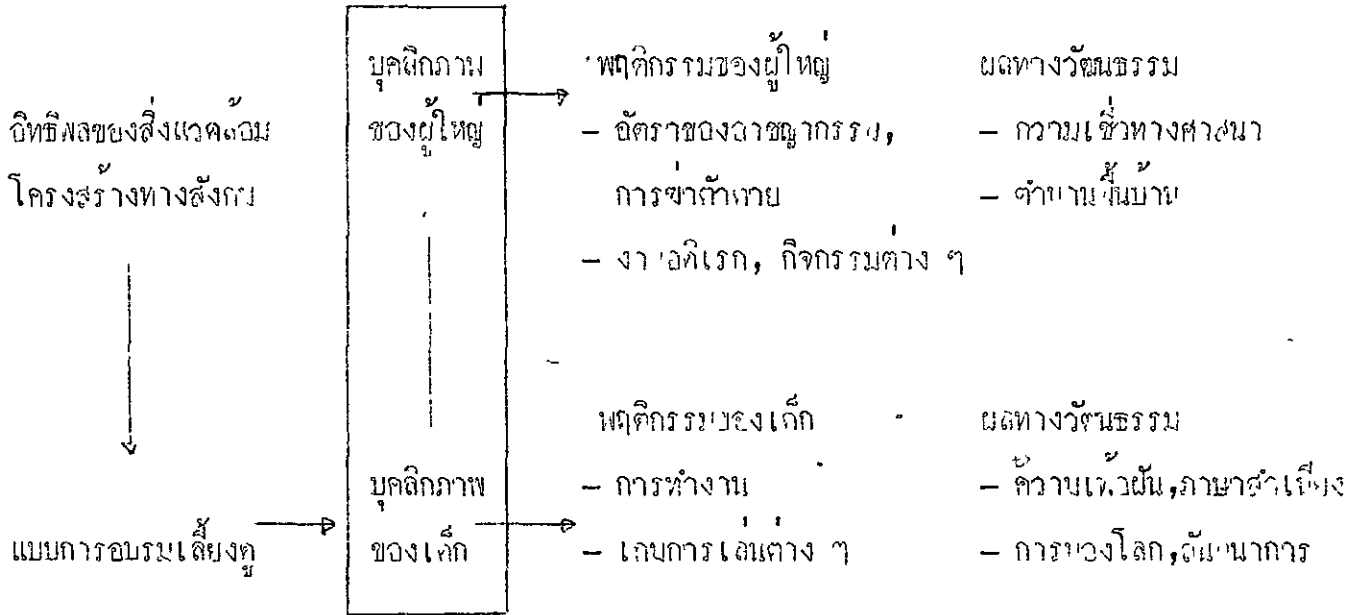 บุคลิกภาพ
ของผู้ใหญ่
พฤติกรรมของผู้ใหญ่
- อัตราของอาชญากรรม,
การฆ่าตัวตาย
- งานอดิเรก, กิจกรรมต่าง ๆ
ผลทางวัฒนธรรม
- ความเชื่อทางศาสนา
- ตำนานพื้นบ้าน
อิทธิพลของสิ่งแวดล้อม
โครงสร้างทางสังคม
แบบการอบรมเลี้ยงดู
บุคลิกภาพ
ของเด็ก
พฤติกรรมของเด็ก
- การทำงาน
- เกมการเล่นต่าง ๆ
ผลทางวัฒนธรรม
- ความเพ้อฝัน,ภาษาสำเนียง
- การมองโลก,จินตนาการ